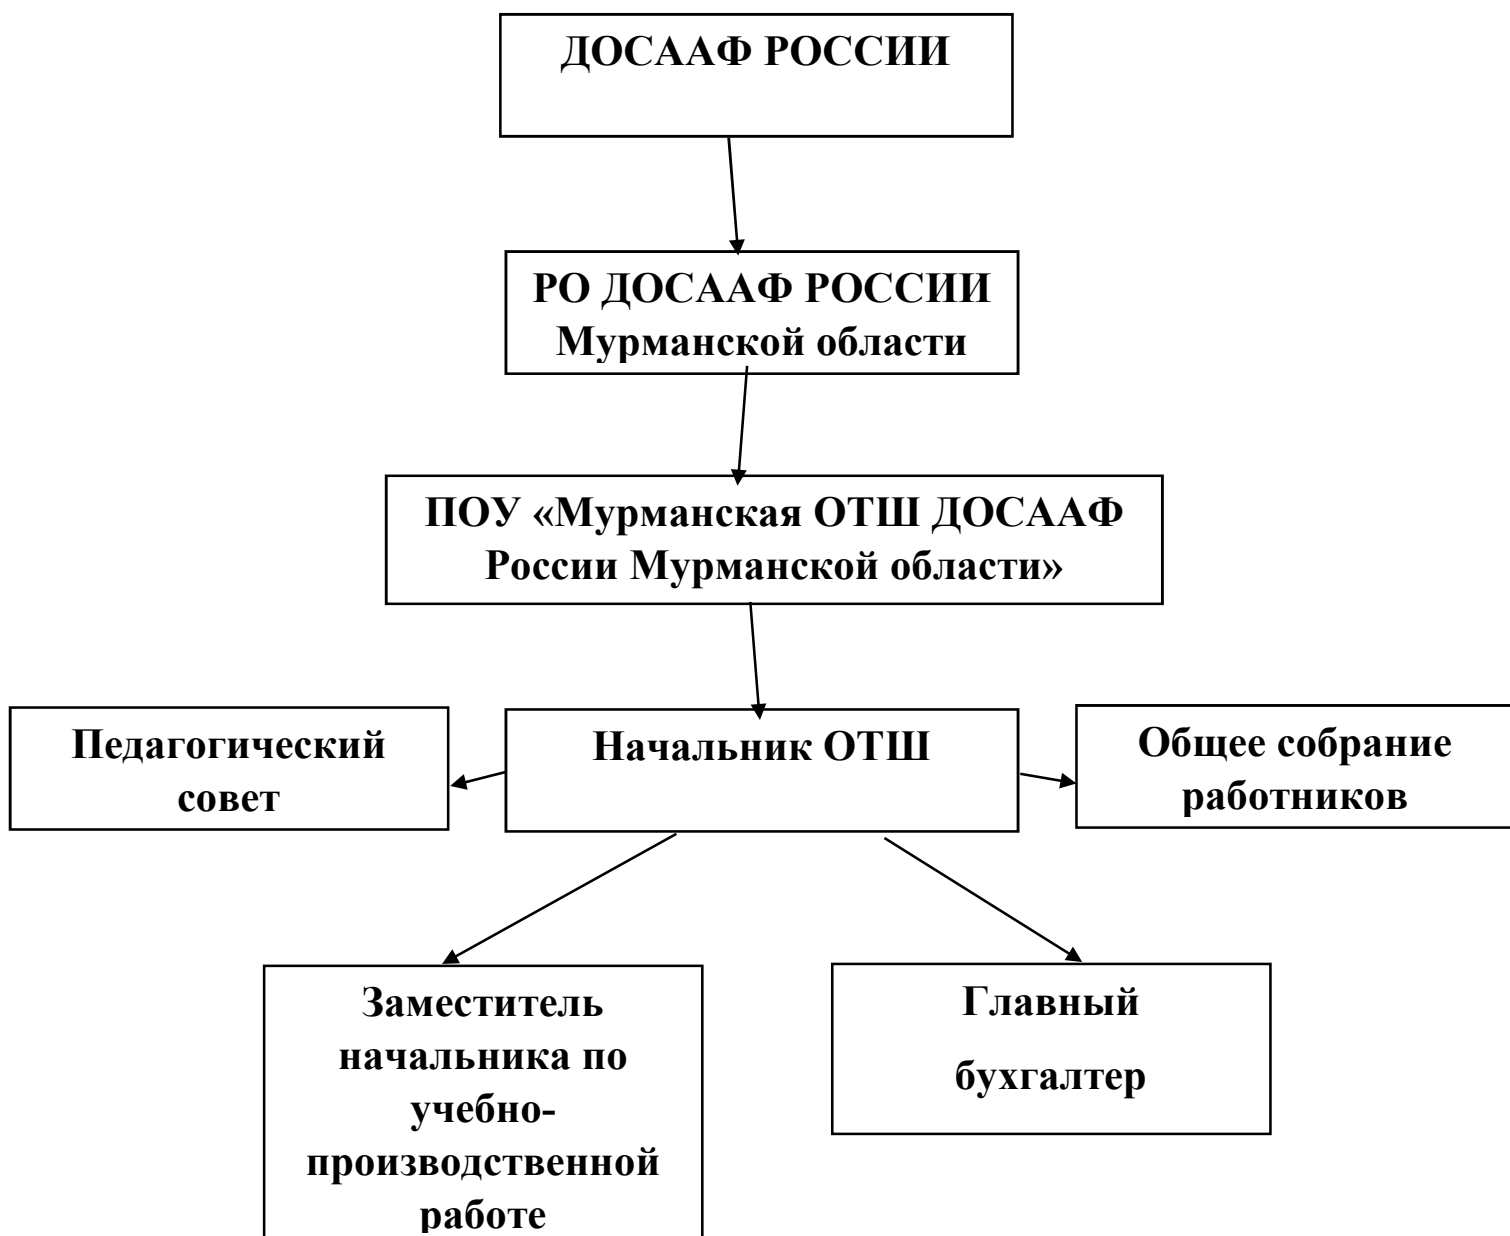 ДОСААФ РОССИИ
РО ДОСААФ РОССИИ
Мурманской области
ПОУ «Мурманская ОТШ ДОСААФ
России Мурманской области»
Педагогический
совет
Начальник ОТШ
Общее собрание
работников
Заместитель
начальника по
учебно-
производственной
работе
Главный
бухгалтер